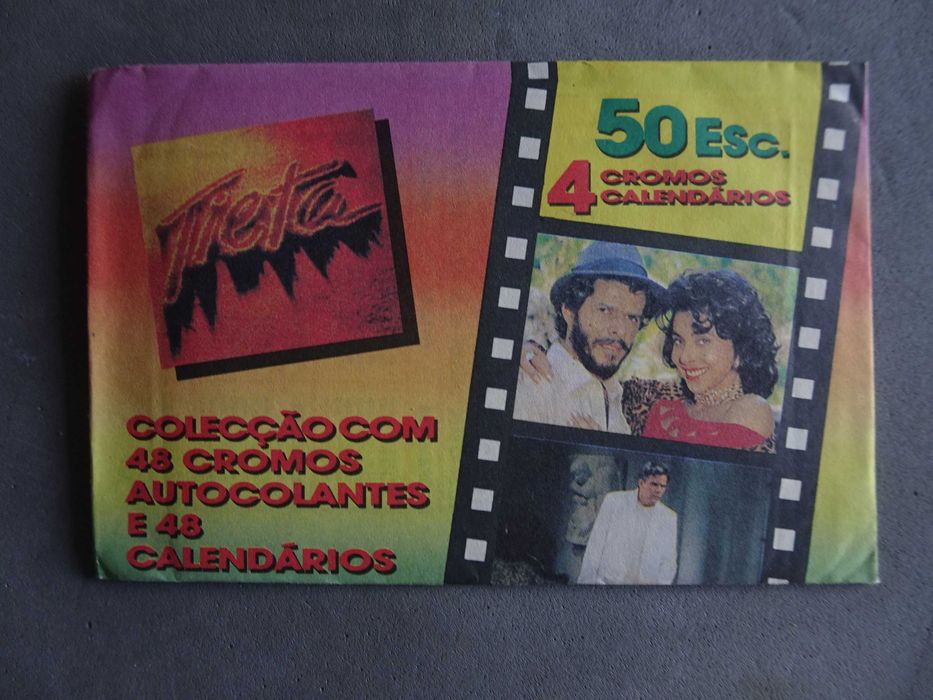 Tieta
50 Esc.
4 CROMOS
CALENDÁRIOS
COLECÇÃO COM
48 CROMOS
AUTOCOLANTES
E 48
CALENDÁRIOS